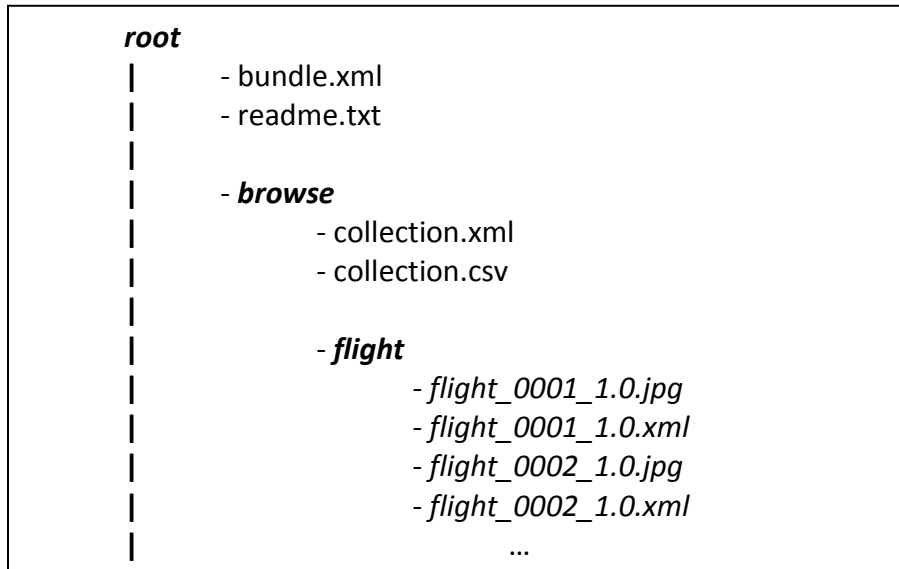 root
| - bundle.xml
| - readme.txt
|
| - browse
| - collection.xml
| - collection.csv
|
| - flight
| - flight_0001_1.0.jpg
| - flight_0001_1.0.xml
| - flight_0002_1.0.jpg
| - flight_0002_1.0.xml
| ...